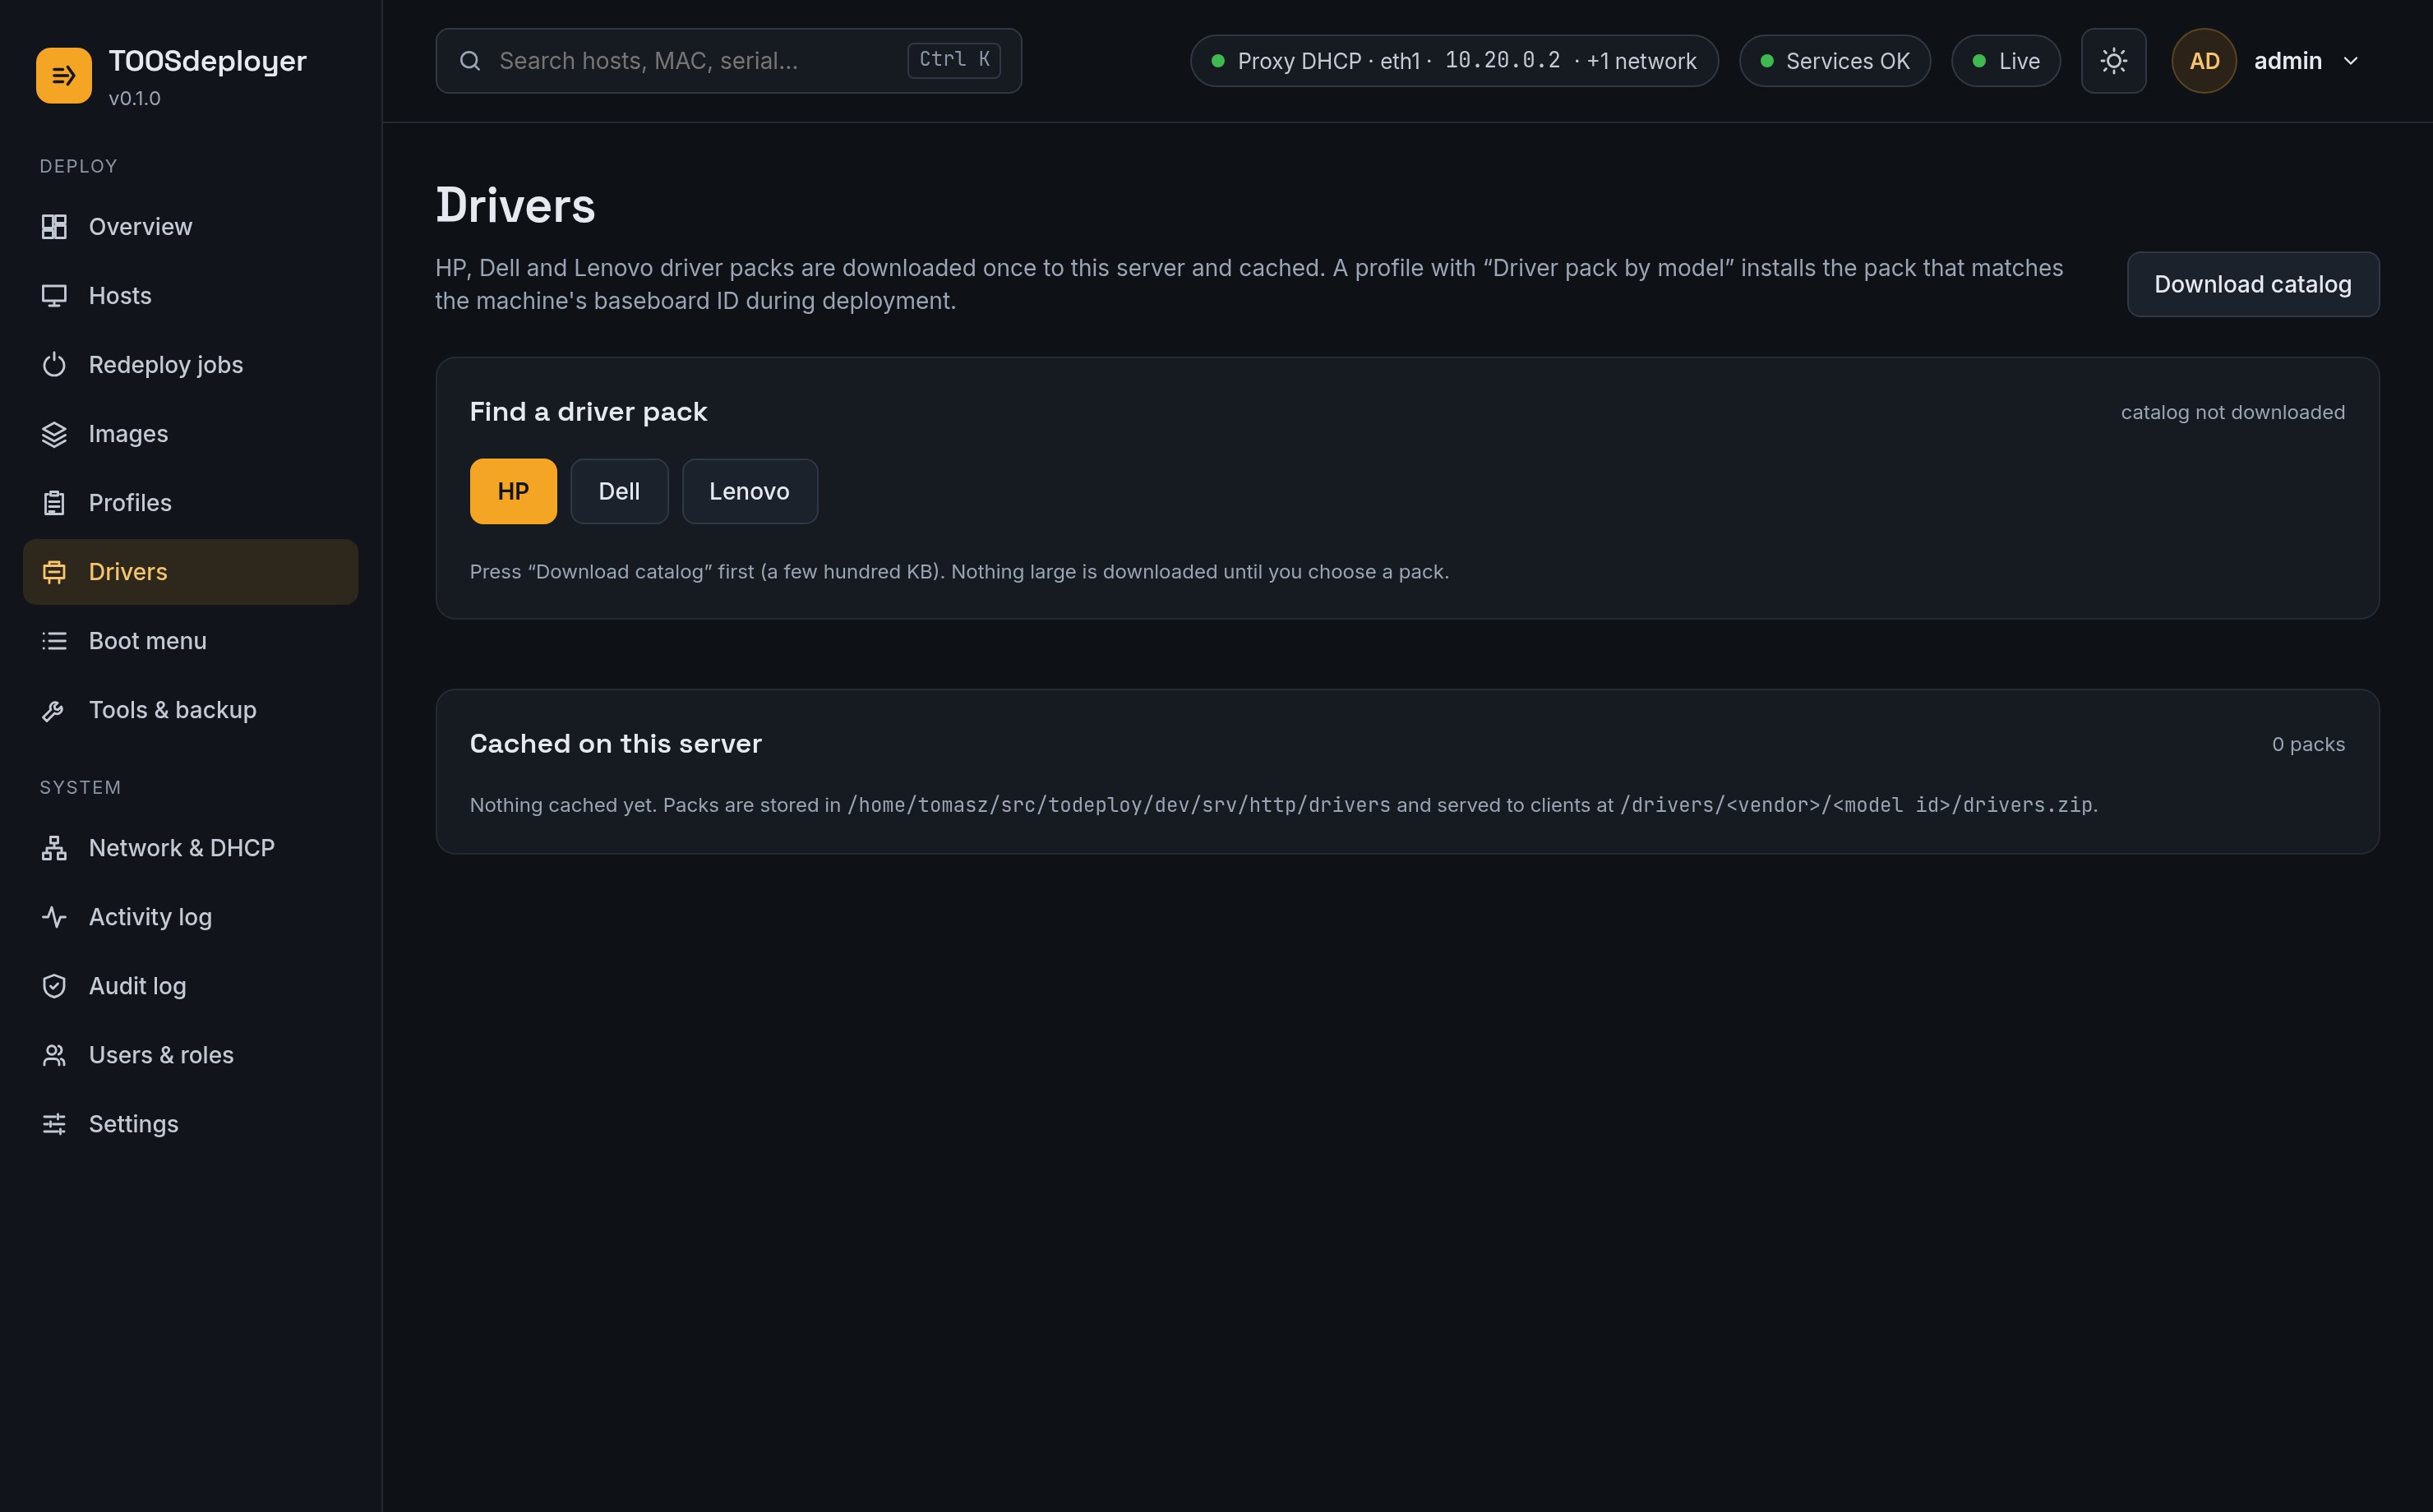 TOOSdeployer
v0.1.0
DEPLOY
Overview
Hosts
Redeploy jobs
Images
Profiles
Drivers
Boot menu
Tools & backup
SYSTEM
Network & DHCP
Activity log
Audit log
Users & roles
Settings
Search hosts, MAC, serial... Ctrl K
Proxy DHCP · eth1 · 10.20.0.2 · +1 network
Services OK
Live
AD admin
Drivers
HP, Dell and Lenovo driver packs are downloaded once to this server and cached. A profile with “Driver pack by model” installs the pack that matches
the machine's baseboard ID during deployment.
Download catalog
Find a driver pack
catalog not downloaded
HP Dell Lenovo
Press “Download catalog” first (a few hundred KB). Nothing large is downloaded until you choose a pack.
Cached on this server
0 packs
Nothing cached yet. Packs are stored in /home/tomasz/src/todeploy/dev/srv/http/drivers and served to clients at /drivers/<vendor>/<model id>/drivers.zip.